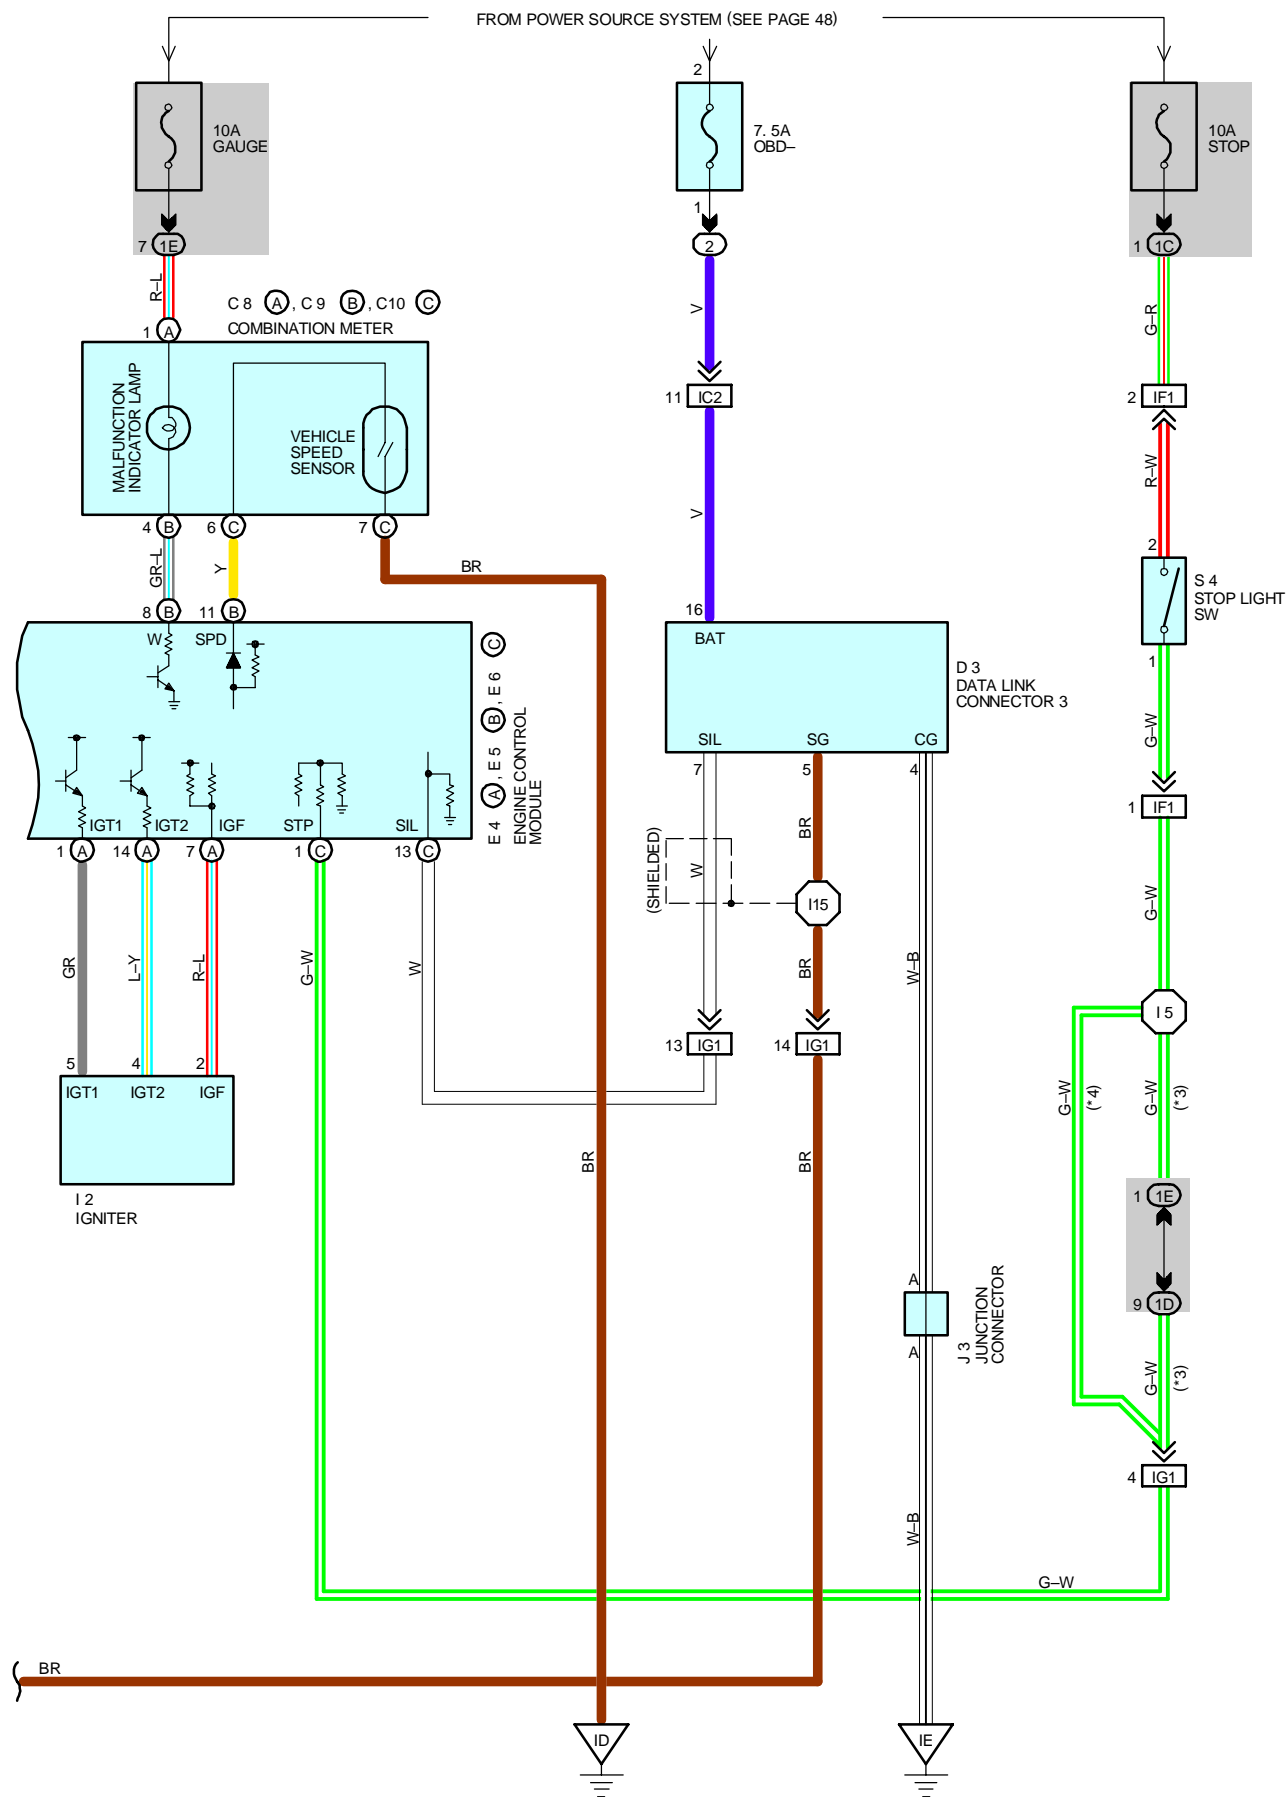 FROM POWER SOURCE SYSTEM (SEE PAGE 48)
2
10A
GAUGE
7. 5A
OBD–
10A
STOP
1
7 1E
2
1 1C
R–L
V
G–R
C 8 A , C 9 B , C10 C
COMBINATION METER
1 A
11 IC2
2 IF1
MALFUNCTION
INDICATOR LAMP
VEHICLE
SPEED
SENSOR
R–W
V
4 B
6 C
7 C
GR–L
Y
BR
2
S 4
STOP LIGHT
SW
1
8 B
11 B
16
W
SPD
BAT
E 4 A , E 5 B , E 6 C
ENGINE CONTROL
MODULE
D 3
DATA LINK
CONNECTOR 3
G–W
SIL
SG
CG
7
5
4
IGT1
IGT2
IGF
STP
SIL
1 IF1
1 A
14 A
7 A
1 C
13 C
(SHIELDED)
W
BR
I15
G–W
GR
L–Y
R–L
G–W
W
BR
W–B
I 5
13 IG1
14 IG1
5
4
2
IGT1
IGT2
IGF
G–W
(*4)
G–W
(*3)
BR
BR
I 2
IGNITER
1 1E
A
J 3
JUNCTION
CONNECTOR
A
9 1D
G–W
(*3)
4 IG1
W–B
G–W
BR
ID
IE